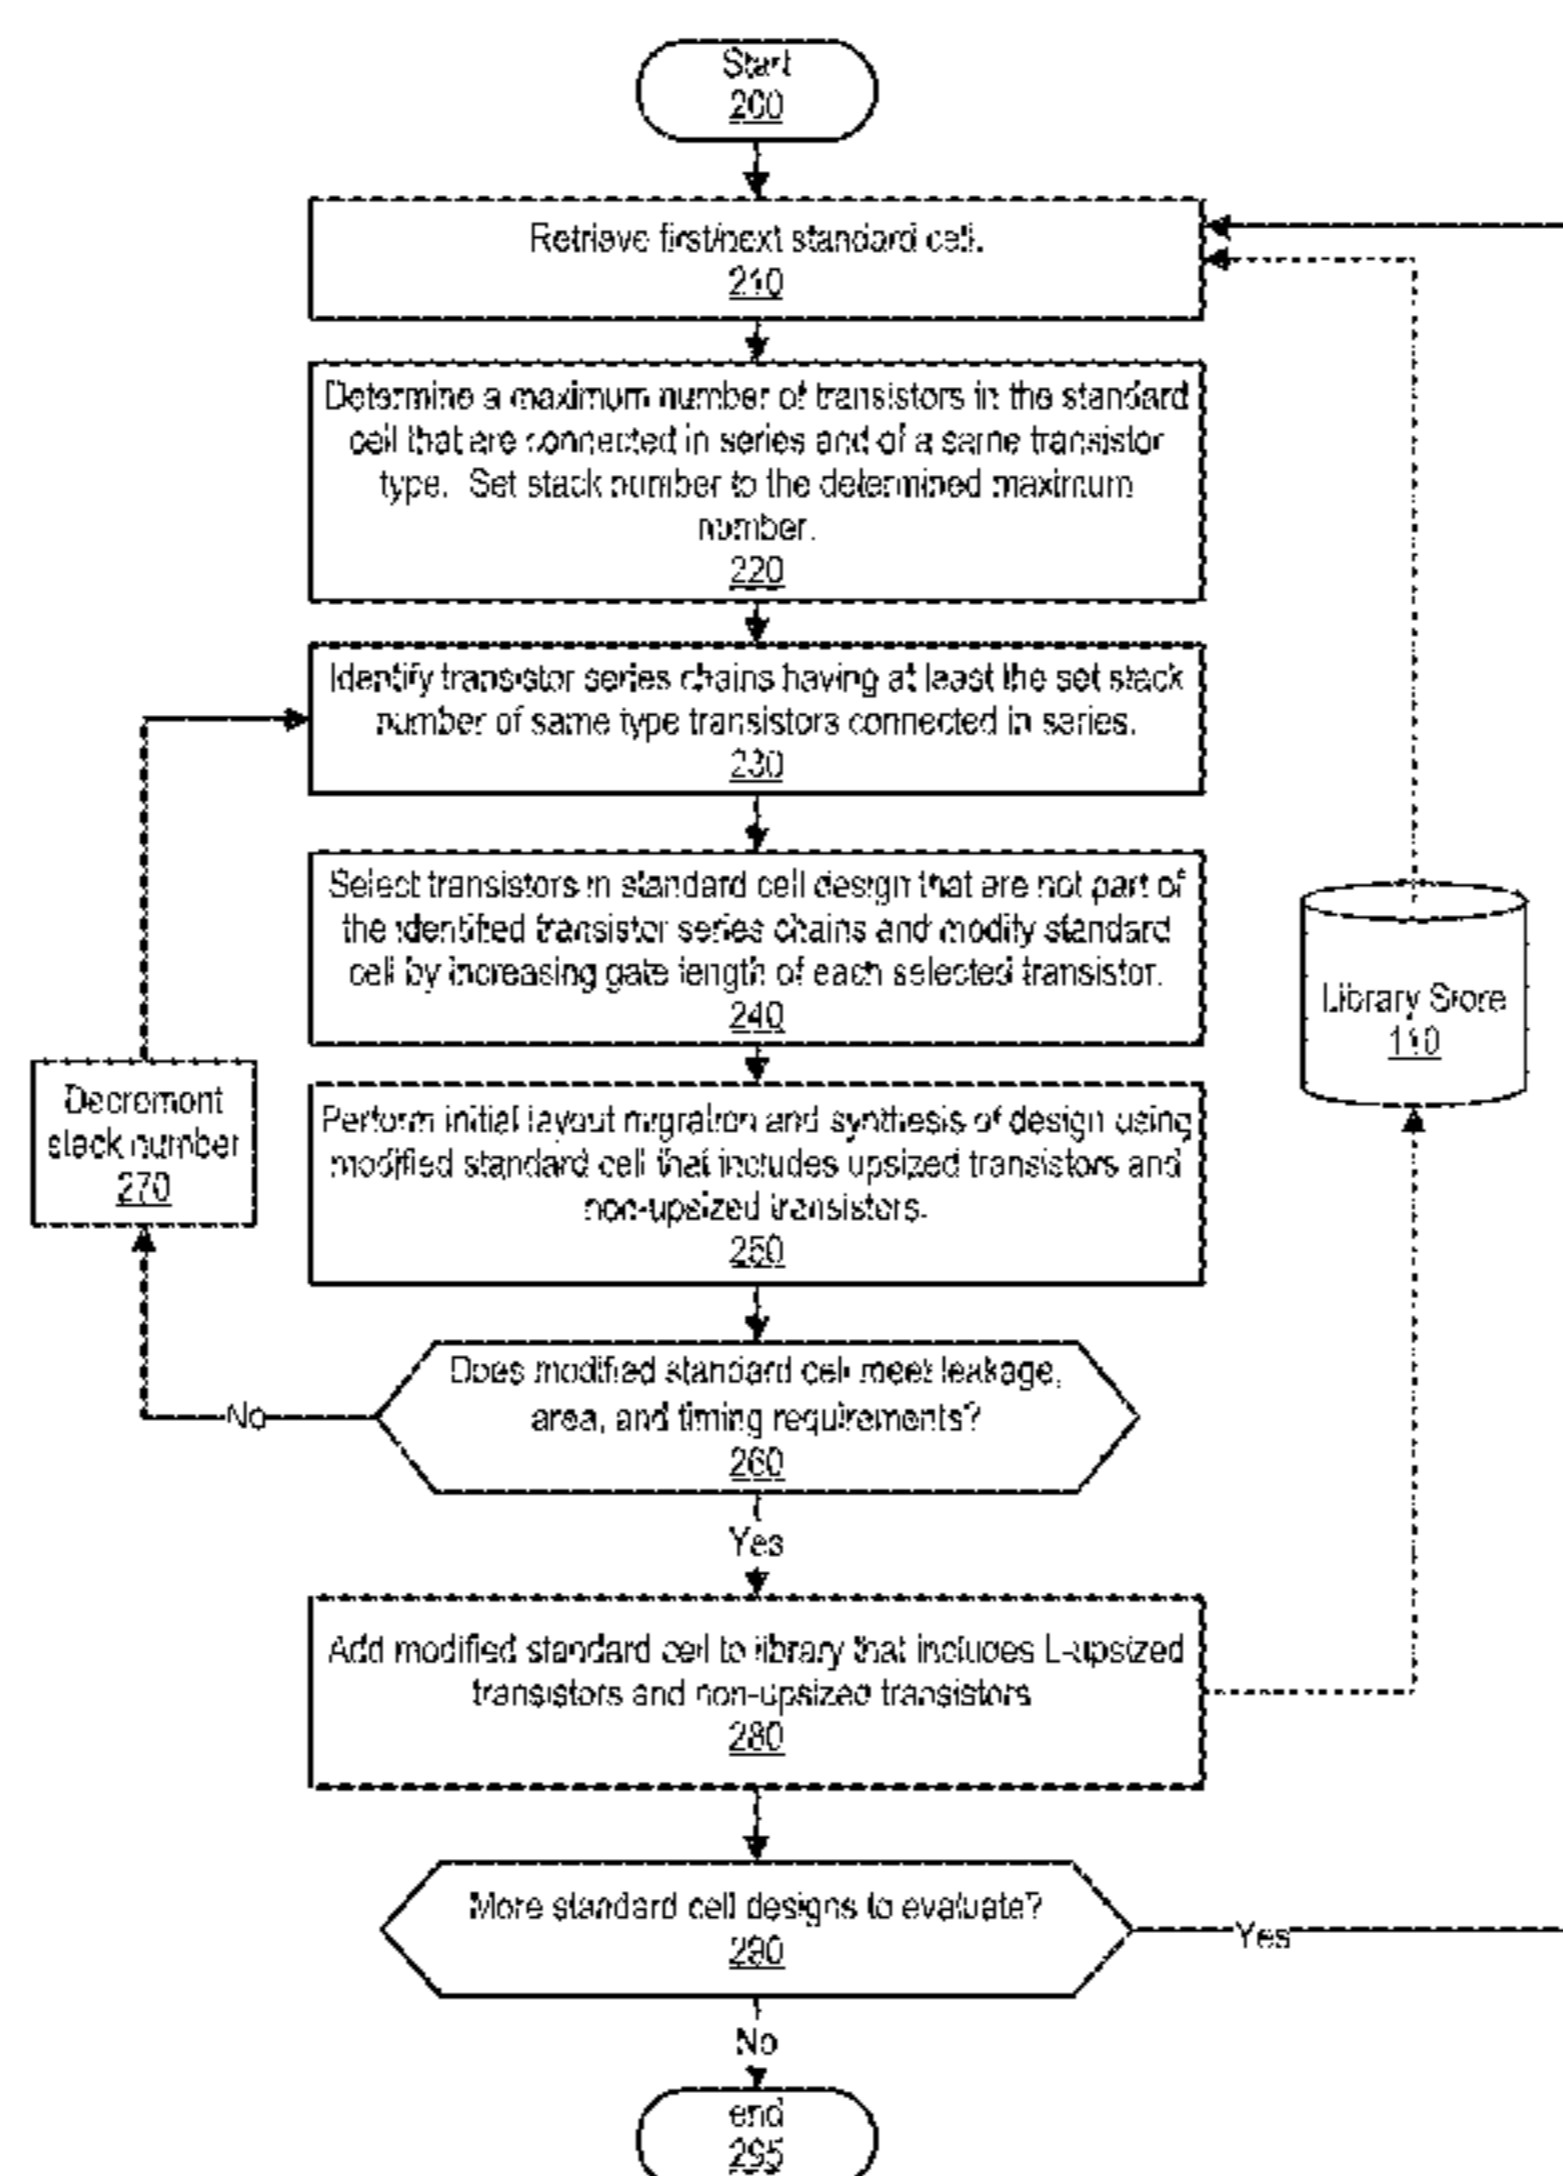 Start
200
Retrieve first/next standard cell.
210
Determine a maximum number of transistors in the standard
cell that are connected in series and of a same transistor
type. Set stack number to the determined maximum
number.
220
Identify transistor series chains having at least the set stack
number of same type transistors connected in series.
230
Select transistors in standard cell design that are not part of
the identified transistor series chains and modify standard
cell by increasing gate length of each selected transistor.
240
Library Store
110
Decrement
stack number
270
Perform initial layout migration and synthesis of design using
modified standard cell that includes upsized transistors and
non-upsized transistors.
250
Does modified standard cell meet leakage,
area, and timing requirements?
260
No
Yes
Add modified standard cell to library that includes L-upsized
transistors and non-upsized transistors
280
More standard cell designs to evaluate?
290
Yes
No
end
295